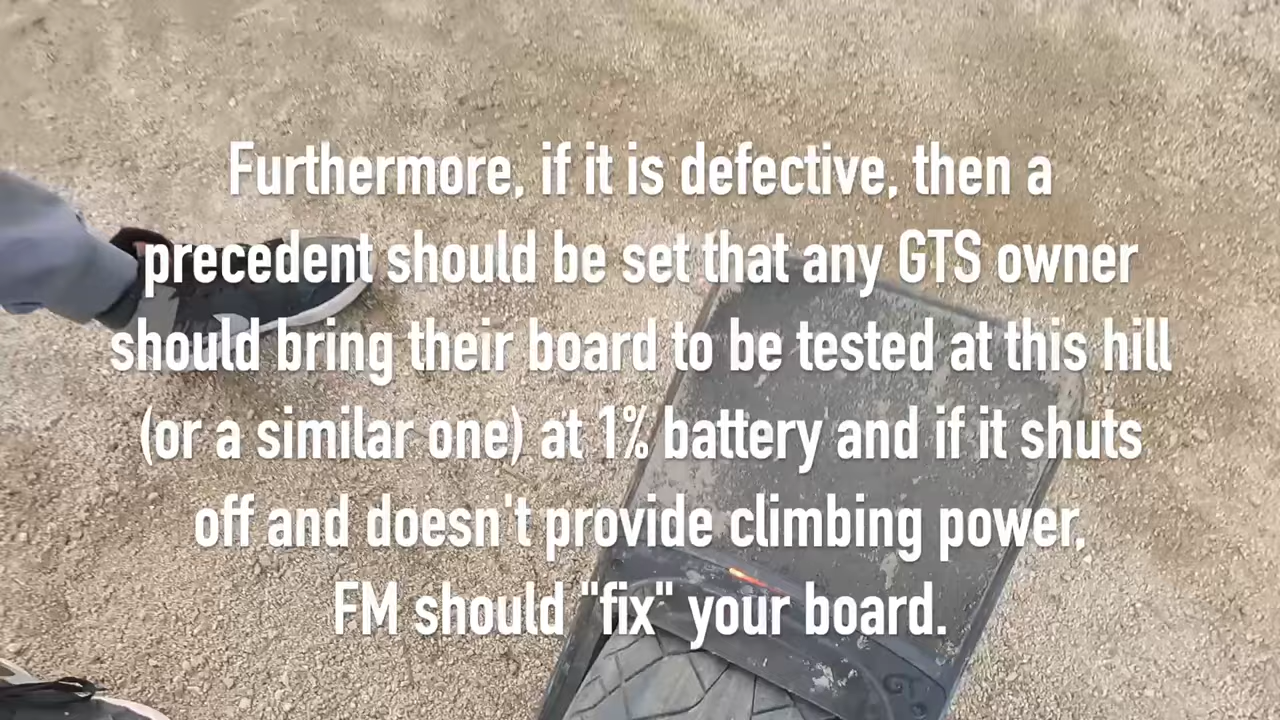 Furthermore, if it is defective, then a
precedent should be set that any GTS owner
should bring their board to be tested at this hill
(or a similar one) at 1% battery and if it shuts
off and doesn't provide climbing power,
FM should "fix" your board.